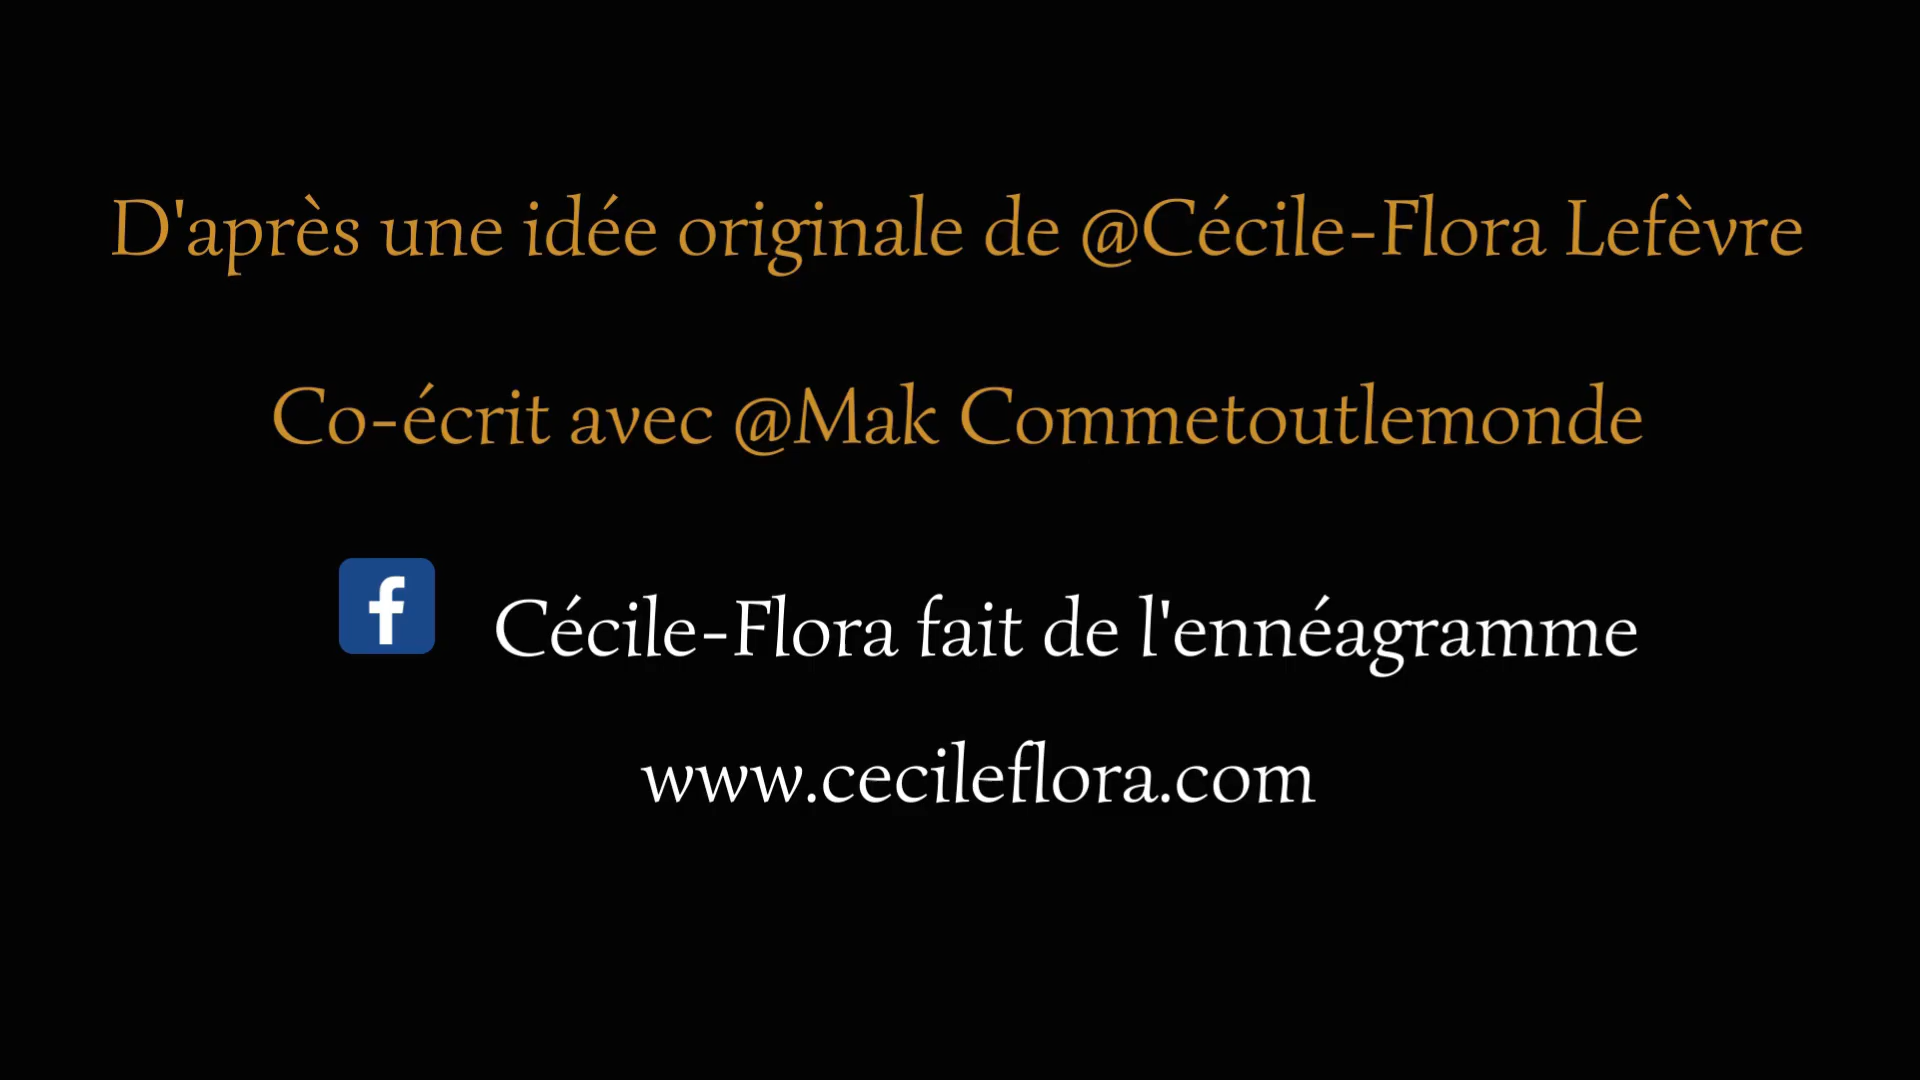 D'après une idée originale de @Cécile-Flora Lefèvre
Co-écrit avec @Mak Commetoutlemonde
f Cécile-Flora fait de l'ennéagramme
www.cecileflora.com